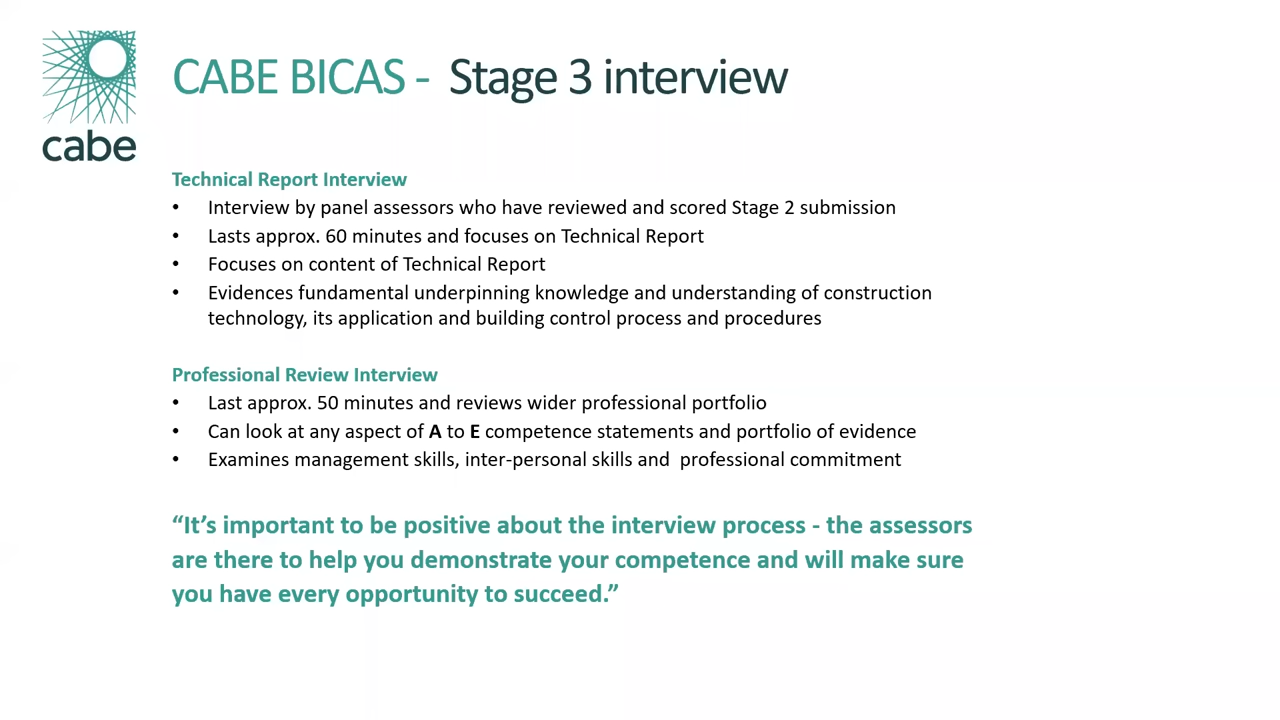 cabe
CABE BICAS - Stage 3 interview
Technical Report Interview
• Interview by panel assessors who have reviewed and scored Stage 2 submission
• Lasts approx. 60 minutes and focuses on Technical Report
• Focuses on content of Technical Report
• Evidences fundamental underpinning knowledge and understanding of construction
technology, its application and building control process and procedures
Professional Review Interview
• Last approx. 50 minutes and reviews wider professional portfolio
• Can look at any aspect of A to E competence statements and portfolio of evidence
• Examines management skills, inter-personal skills and  professional commitment
“It’s important to be positive about the interview process - the assessors
are there to help you demonstrate your competence and will make sure
you have every opportunity to succeed.”